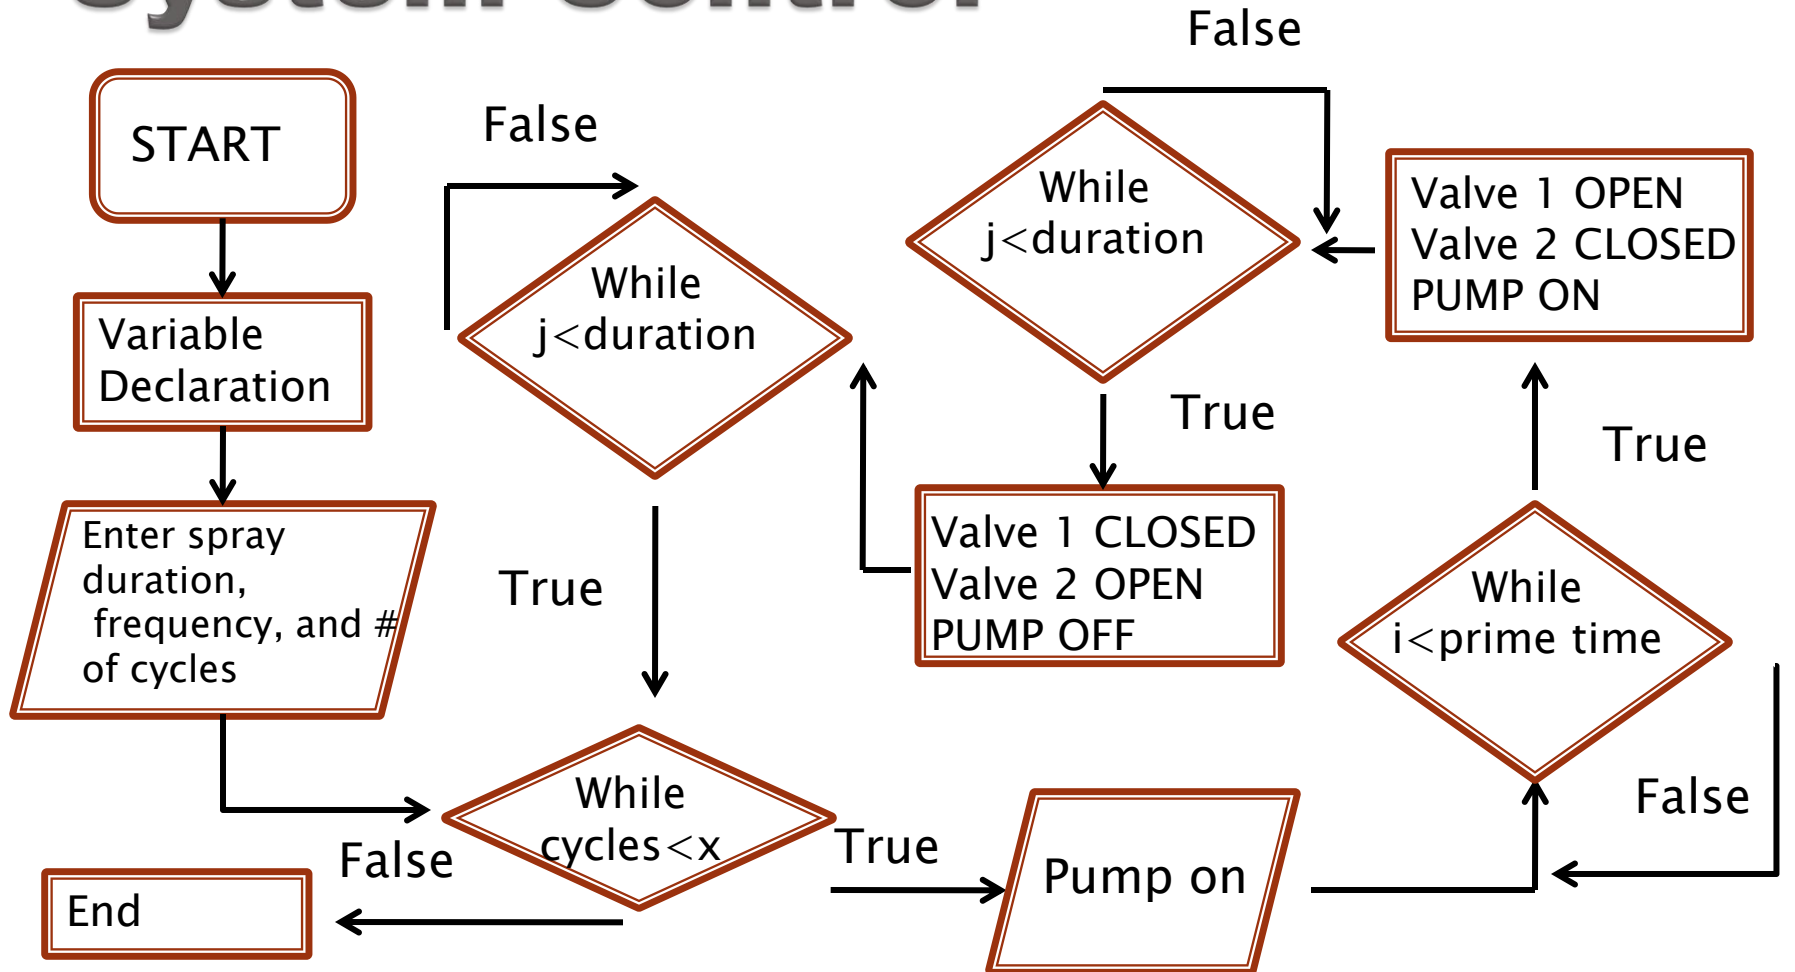 System Control
START
Variable
Declaration
Enter spray
duration,
frequency, and #
of cycles
False
While
j<duration
True
While
cycles<x
False
End
True
Pump on
While
i<prime time
False
True
Valve 1 OPEN
Valve 2 CLOSED
PUMP ON
False
While
j<duration
True
Valve 1 CLOSED
Valve 2 OPEN
PUMP OFF